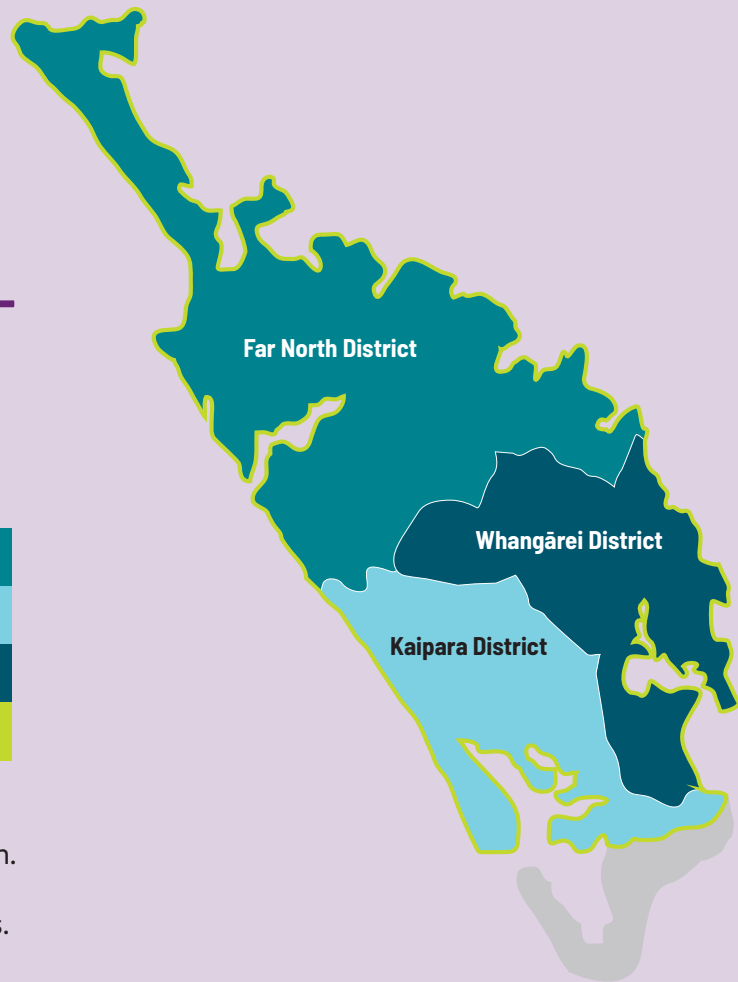 Far North District
Whangārei District
Kaipara District
n.
s.